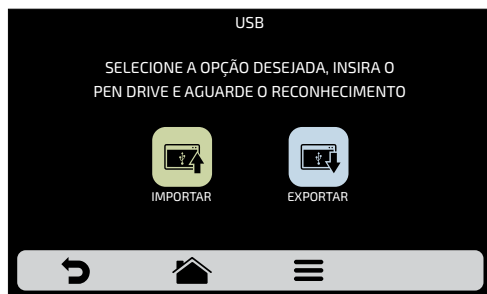 USB
SELECIONE A OPÇÃO DESEJADA, INSIRA O
PEN DRIVE E AGUARDE O RECONHECIMENTO
IMPORTAR
EXPORTAR